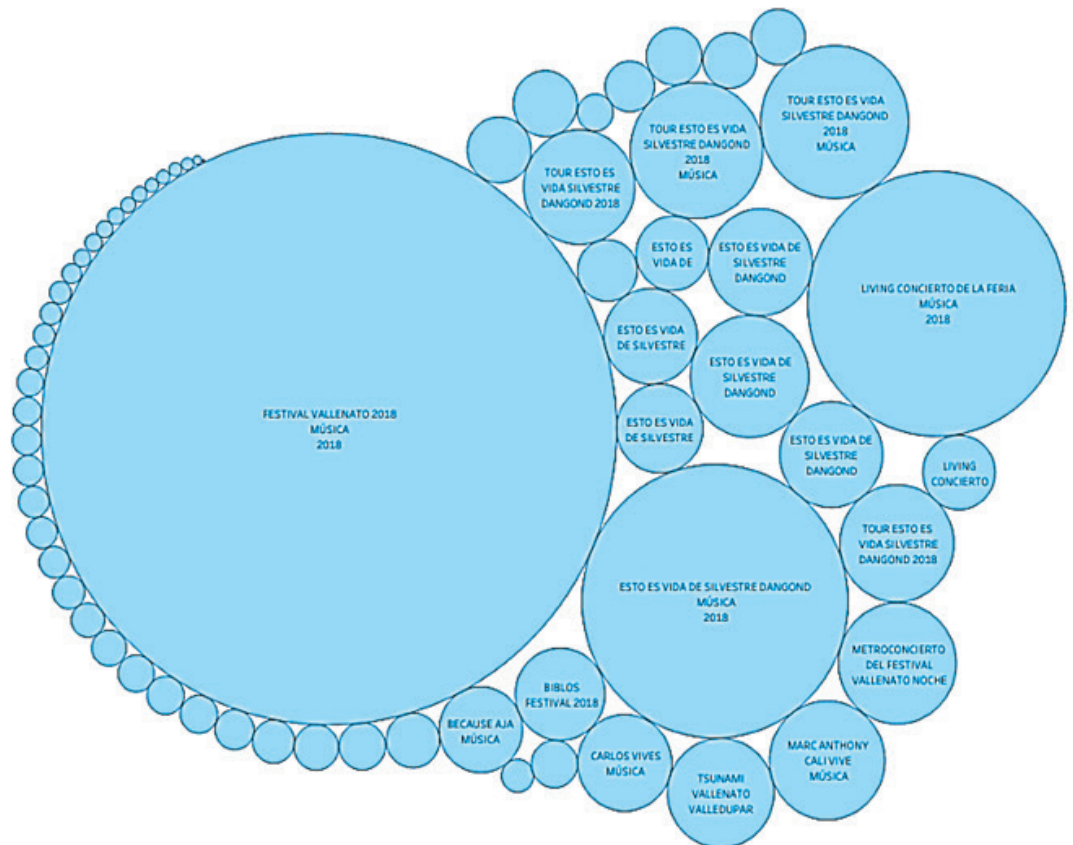 TOUR ESTO ES VIDA
SILVESTRE DANGOND
2018
MÚSICA
TOUR ESTO ES VIDA
SILVESTRE DANGOND
2018
MÚSICA
TOUR ESTO ES
VIDA SILVESTRE
DANGOND 2018
ESTO ES
VIDA DE
ESTO ES VIDA DE
SILVESTRE
DANGOND
LIVING CONCIERTO DE LA FERIA
MÚSICA
2018
ESTO ES VIDA
DE SILVESTRE
ESTO ES VIDA DE
SILVESTRE
DANGOND
FESTIVAL VALLENATO 2018
MÚSICA
2018
ESTO ES VIDA
DE SILVESTRE
ESTO ES VIDA DE
SILVESTRE
DANGOND
LIVING
CONCIERTO
TOUR ESTO ES
VIDA SILVESTRE
DANGOND 2018
ESTO ES VIDA DE SILVESTRE DANGOND
MÚSICA
2018
METROCONCIERTO
DEL FESTIVAL
VALLENATO NOCHE
BIBLOS
FESTIVAL 2018
BECAUSE AJA
MÚSICA
CARLOS VIVES
MÚSICA
TSUNAMI
VALLENATO
VALLEDUPAR
MARC ANTHONY
CALI VIVE
MÚSICA